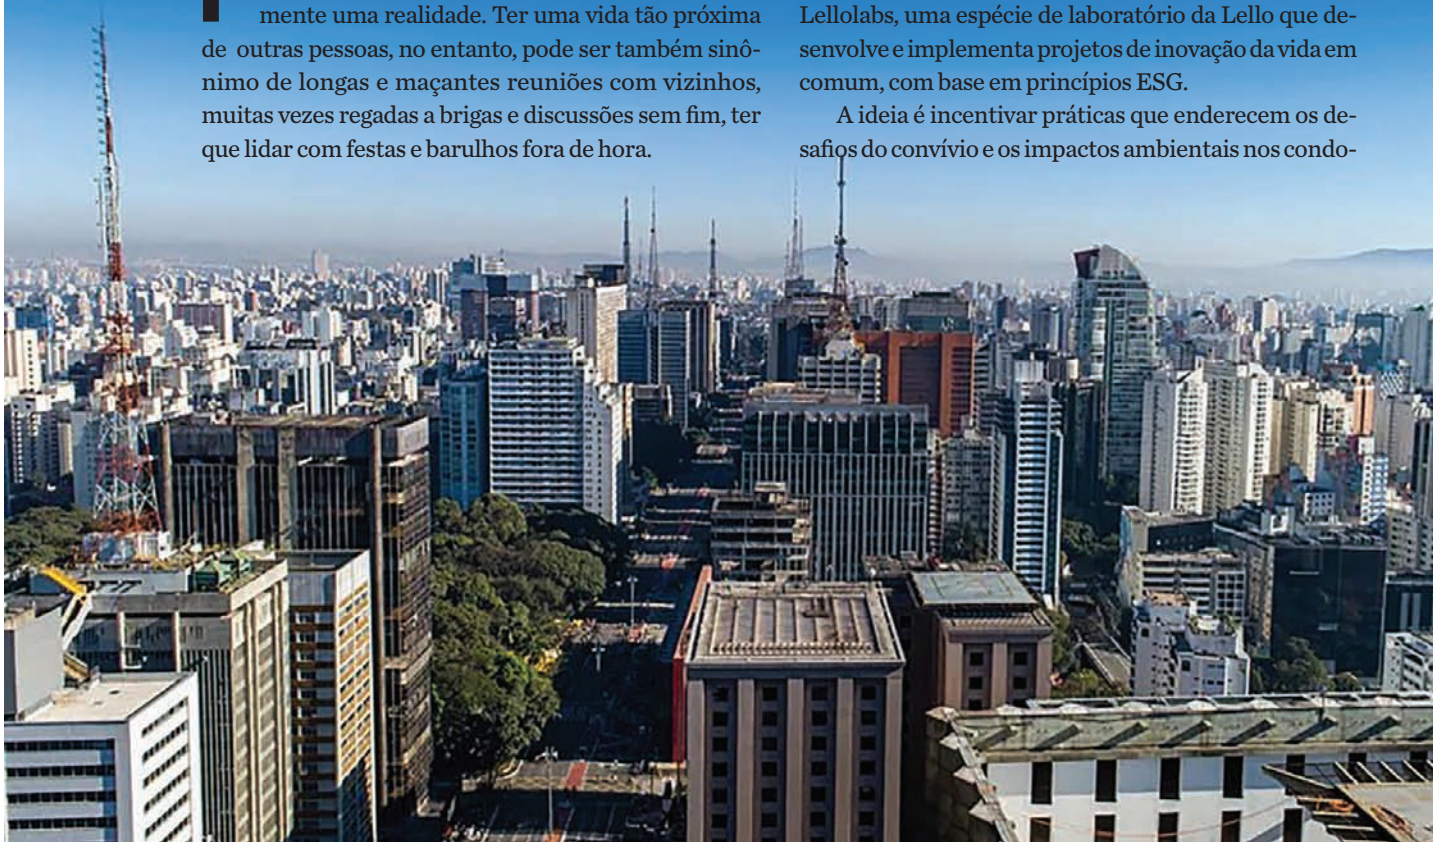 mente uma realidade. Ter uma vida tão próxima
de outras pessoas, no entanto, pode ser também sinô-
nimo de longas e maçantes reuniões com vizinhos,
muitas vezes regadas a brigas e discussões sem fim, ter
que lidar com festas e barulhos fora de hora.
Lellolabs, uma espécie de laboratório da Lello que de-
senvolve e implementa projetos de inovação da vida em
comum, com base em princípios ESG.
A ideia é incentivar práticas que enderecem os de-
safios do convívio e os impactos ambientais nos condo-